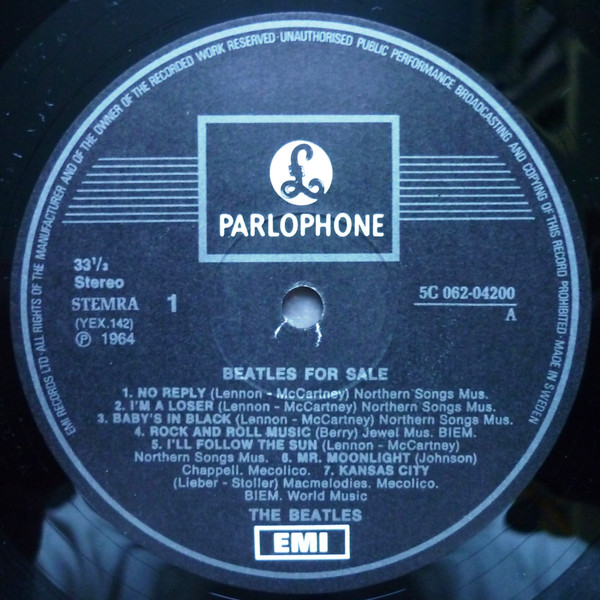 EMI RECORDS LTD · ALL RIGHTS OF THE MANUFACTURER AND OF THE OWNER OF THE RECORDED WORK RESERVED · UNAUTHORISED PUBLIC PERFORMANCE BROADCASTING AND COPYING OF THIS RECORD PROHIBITED · MADE IN SWEDEN
£
PARLOPHONE
33⅓
Stereo
STEMRA 1
(YEX.142)
℗ 1964
5C 062-04200
A
BEATLES FOR SALE
1. NO REPLY (Lennon - McCartney) Northern Songs Mus.
2. I'M A LOSER (Lennon - McCartney) Northern Songs Mus.
3. BABY'S IN BLACK (Lennon - McCartney) Northern Songs Mus.
4. ROCK AND ROLL MUSIC (Berry) Jewel Mus. BIEM.
5. I'LL FOLLOW THE SUN (Lennon - McCartney)
Northern Songs Mus. 6. MR. MOONLIGHT (Johnson)
Chappell. Mecolico. 7. KANSAS CITY
(Lieber - Stoller) Macmelodies. Mecolico.
BIEM. World Music
THE BEATLES
EMI